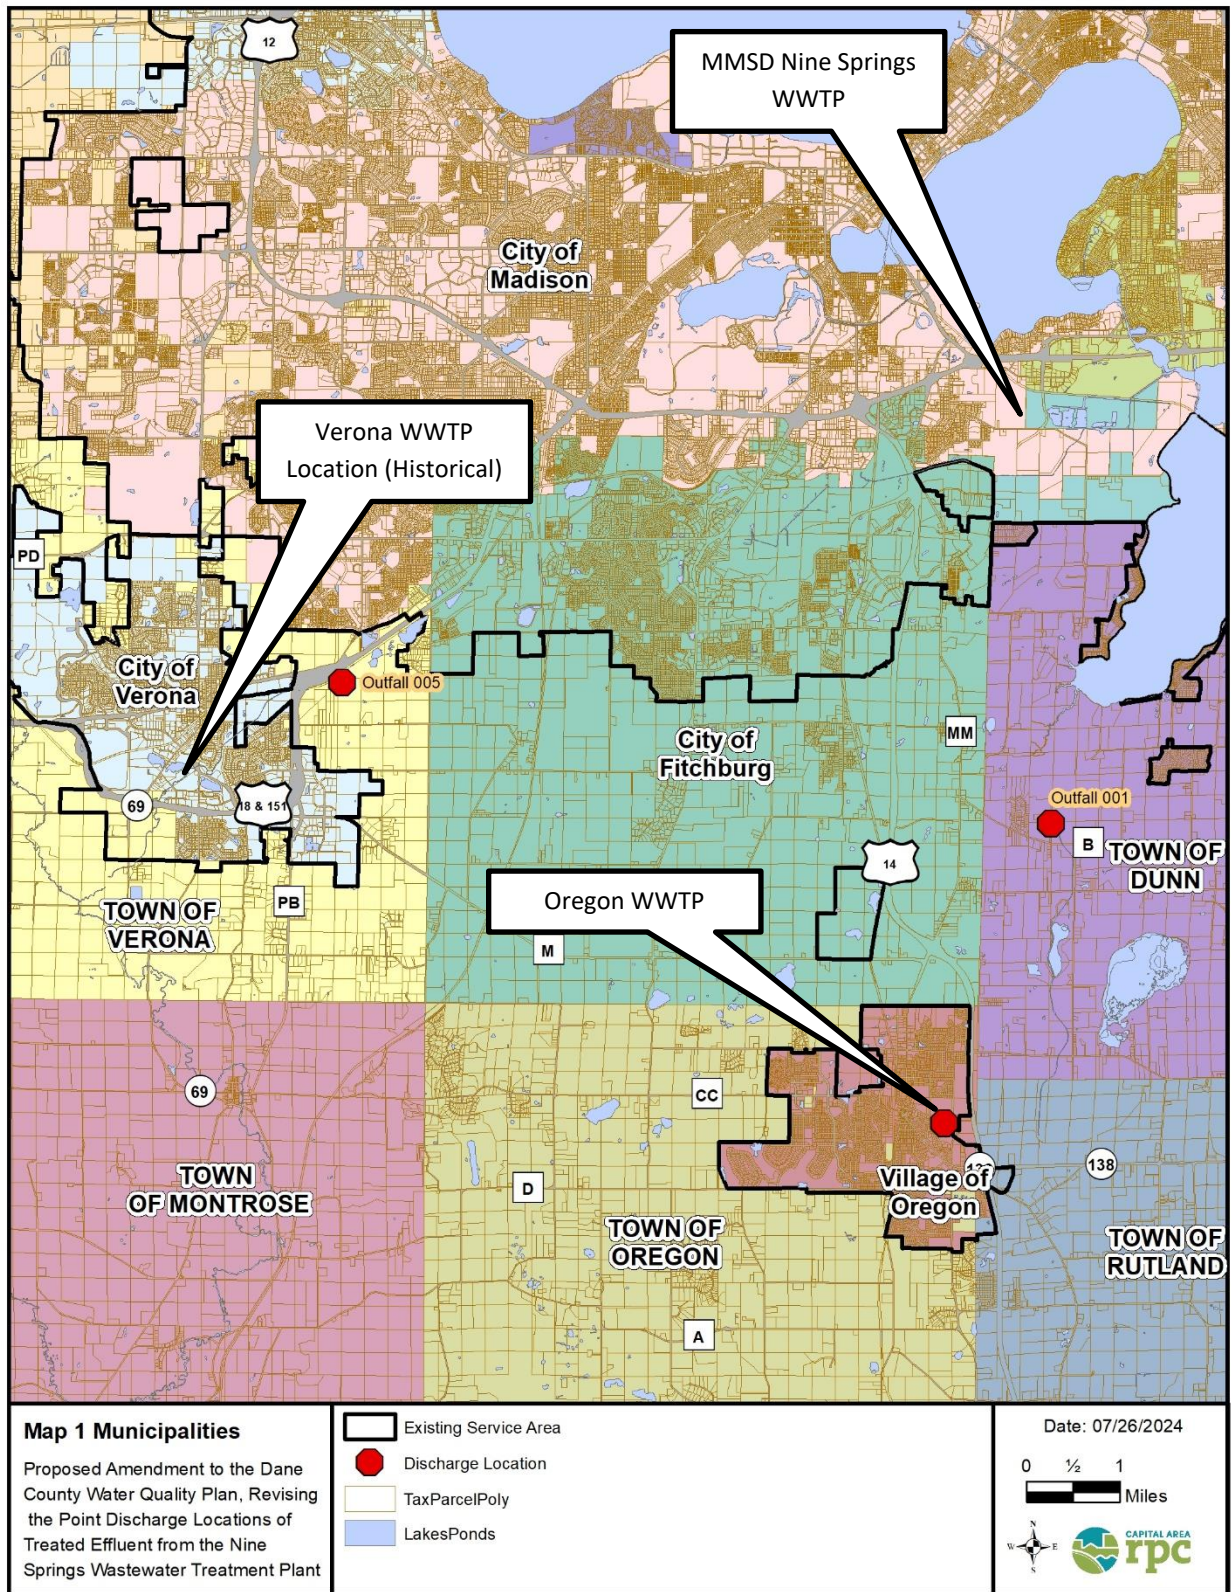 12
MMSD Nine Springs
WWTP
City of
Madison
Verona WWTP
Location (Historical)
PD
City of
Verona
Outfall 005
City of
Fitchburg
MM
69
18 & 151
Outfall 001
B
TOWN OF
DUNN
14
Oregon WWTP
TOWN OF
VERONA
PB
M
69
CC
TOWN
OF MONTROSE
D
138
Village of
Oregon
TOWN OF
OREGON
TOWN OF
RUTLAND
A
Map 1 Municipalities
Proposed Amendment to the Dane
County Water Quality Plan, Revising
the Point Discharge Locations of
Treated Effluent from the Nine
Springs Wastewater Treatment Plant
Existing Service Area
Discharge Location
TaxParcelPoly
LakesPonds
Date: 07/26/2024
0 ½ 1
Miles
N
W E
S
CAPITAL AREA
rpc